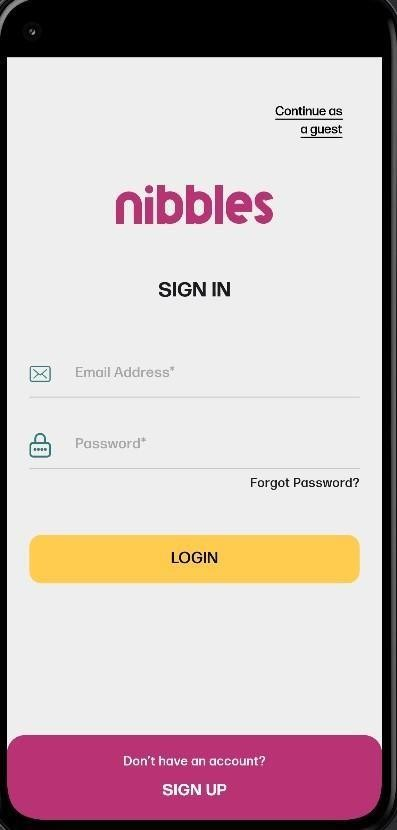 Continue as
a guest
nibbles
SIGN IN
Email Address*
Password*
Forgot Password?
LOGIN
Don't have an account?
SIGN UP